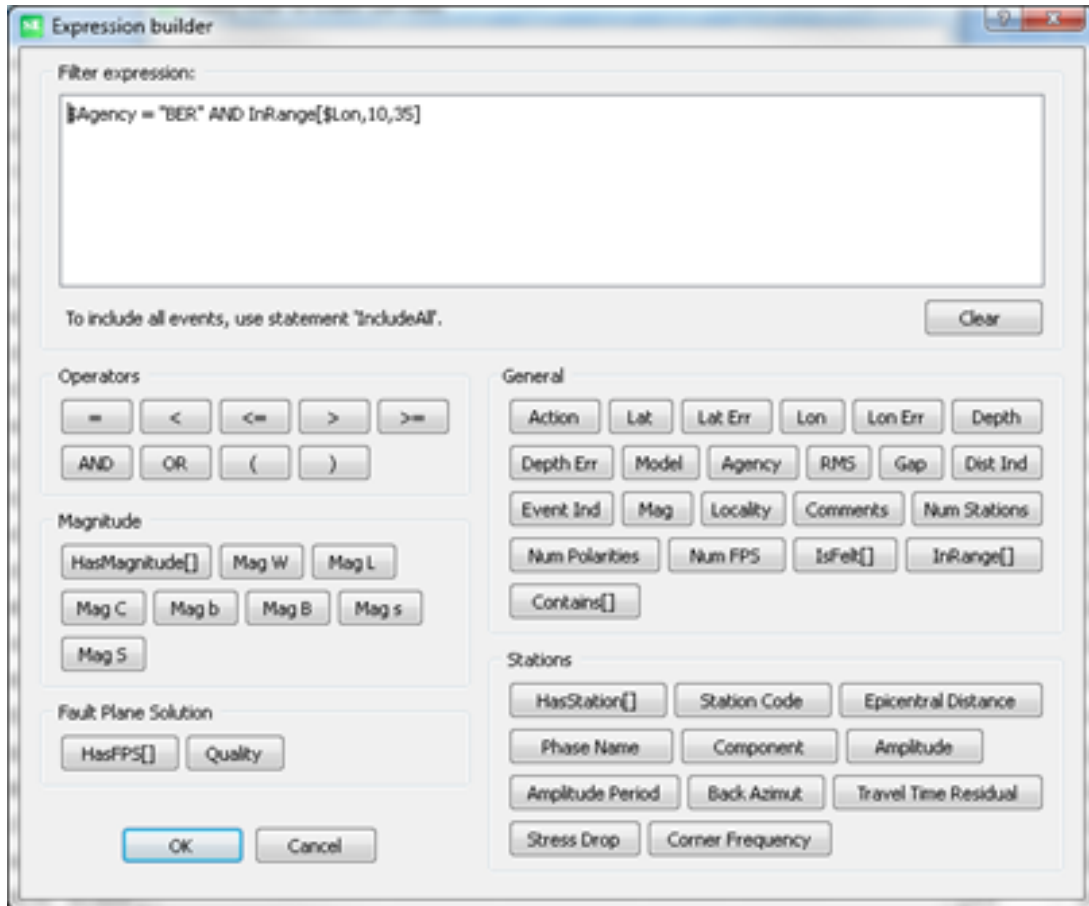 SE Expression builder
Filter expression:
$Agency = "BER" AND InRange[$Lon,10,35]
To include all events, use statement 'IncludeAll'.
Clear
Operators
= < <= > >=
AND OR ( )
Magnitude
HasMagnitude[] Mag W Mag L
Mag C Mag b Mag B Mag s
Mag S
Fault Plane Solution
HasFPS[] Quality
OK Cancel
General
Action Lat Lat Err Lon Lon Err Depth
Depth Err Model Agency RMS Gap Dist Ind
Event Ind Mag Locality Comments Num Stations
Num Polarities Num FPS IsFelt[] InRange[]
Contains[]
Stations
HasStation[] Station Code Epicentral Distance
Phase Name Component Amplitude
Amplitude Period Back Azimut Travel Time Residual
Stress Drop Corner Frequency